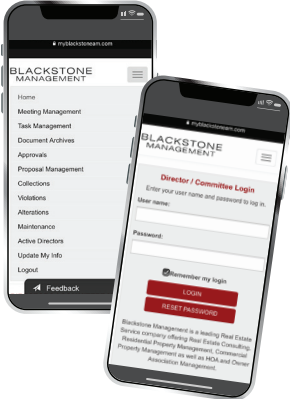 myblackstoneam.com
BLACKSTONE
MANAGEMENT
Home
Meeting Management
Task Management
Document Archives
Approvals
Proposal Management
Collections
Violations
Alterations
Maintenance
Active Directors
Update My Info
Logout
Feedback
myblackstoneam.com
BLACKSTONE
MANAGEMENT
Director / Committee Login
Enter your user name and password to log in.
User name:
Password:
Remember my login
LOGIN
RESET PASSWORD
Blackstone Management is a leading Real Estate
Service company offering Real Estate Consulting,
Residential Property Management, Commercial
Property Management as well as HOA and Owner
Association Management.